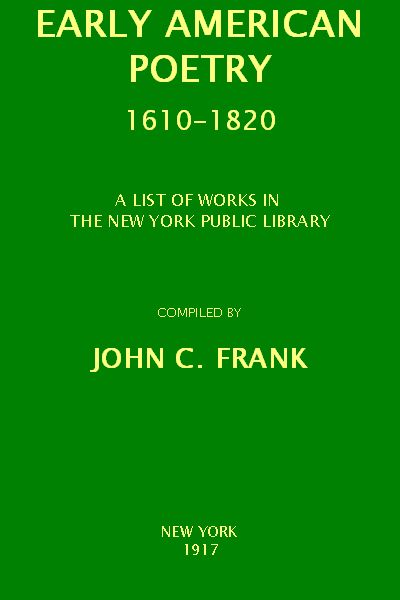 EARLY AMERICAN
POETRY
1610–1820
A LIST OF WORKS IN
THE NEW YORK PUBLIC LIBRARY
COMPILED BY
JOHN C. FRANK
NEW YORK
1917